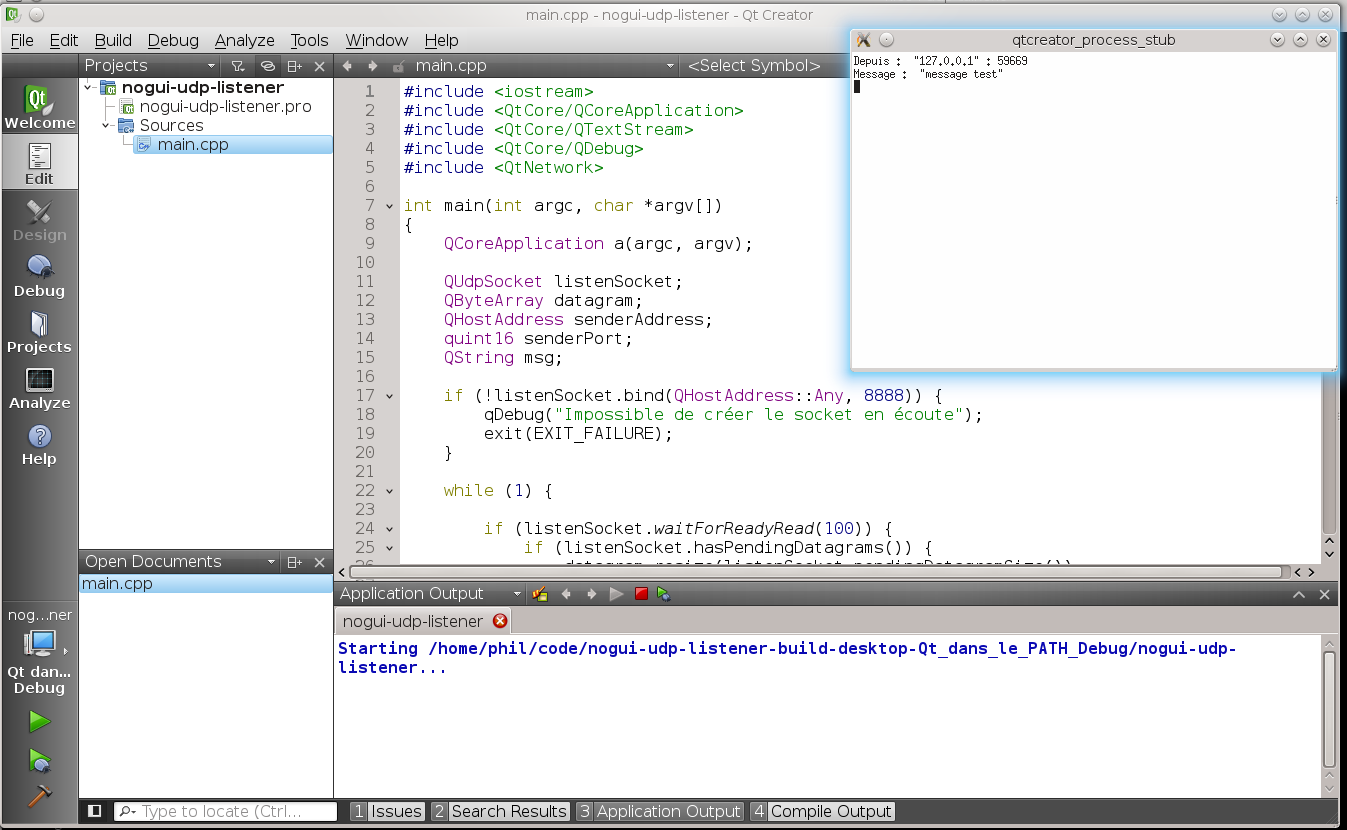 main.cpp - nogui-udp-listener - Qt Creator
File Edit Build Debug Analyze Tools Window Help
qtcreator_process_stub
Depuis :  "127.0.0.1" : 59669
Message :  "message test"
Projects
main.cpp
<Select Symbol>
Welcome
Edit
Design
Debug
Projects
Analyze
Help
nogui-udp-listener
nogui-udp-listener.pro
Sources
main.cpp
1 #include <iostream>
2 #include <QtCore/QCoreApplication>
3 #include <QtCore/QTextStream>
4 #include <QtCore/QDebug>
5 #include <QtNetwork>
6
7 int main(int argc, char *argv[])
8 {
9     QCoreApplication a(argc, argv);
10
11     QUdpSocket listenSocket;
12     QByteArray datagram;
13     QHostAddress senderAddress;
14     quint16 senderPort;
15     QString msg;
16
17     if (!listenSocket.bind(QHostAddress::Any, 8888)) {
18         qDebug("Impossible de créer le socket en écoute");
19         exit(EXIT_FAILURE);
20     }
21
22     while (1) {
23
24         if (listenSocket.waitForReadyRead(100)) {
25             if (listenSocket.hasPendingDatagrams()) {
Open Documents
main.cpp
nog...ner
Qt dan...
Debug
Application Output
nogui-udp-listener
Starting /home/phil/code/nogui-udp-listener-build-desktop-Qt_dans_le_PATH_Debug/nogui-udp-
listener...
Type to locate (Ctrl...
1 Issues 2 Search Results 3 Application Output 4 Compile Output